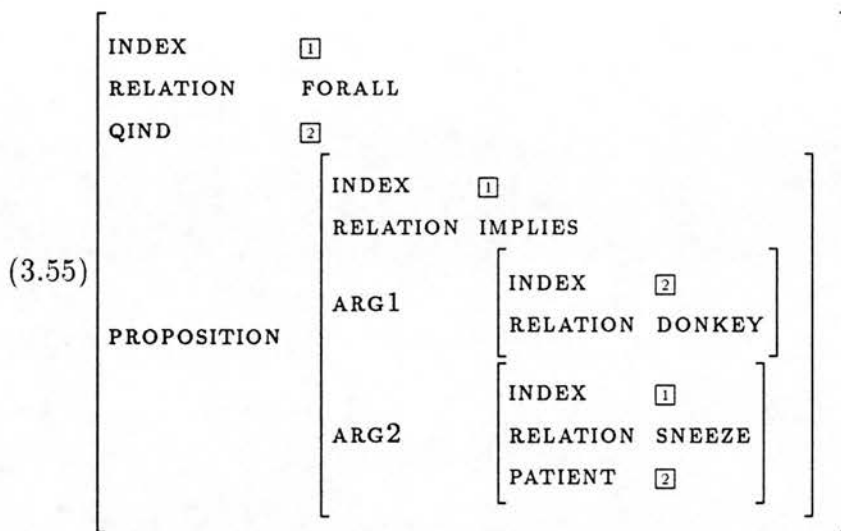 INDEX 1
RELATION FORALL
QIND 2
(3.55)
PROPOSITION
INDEX 1
RELATION IMPLIES
ARG1
INDEX 2
RELATION DONKEY
ARG2
INDEX 1
RELATION SNEEZE
PATIENT 2